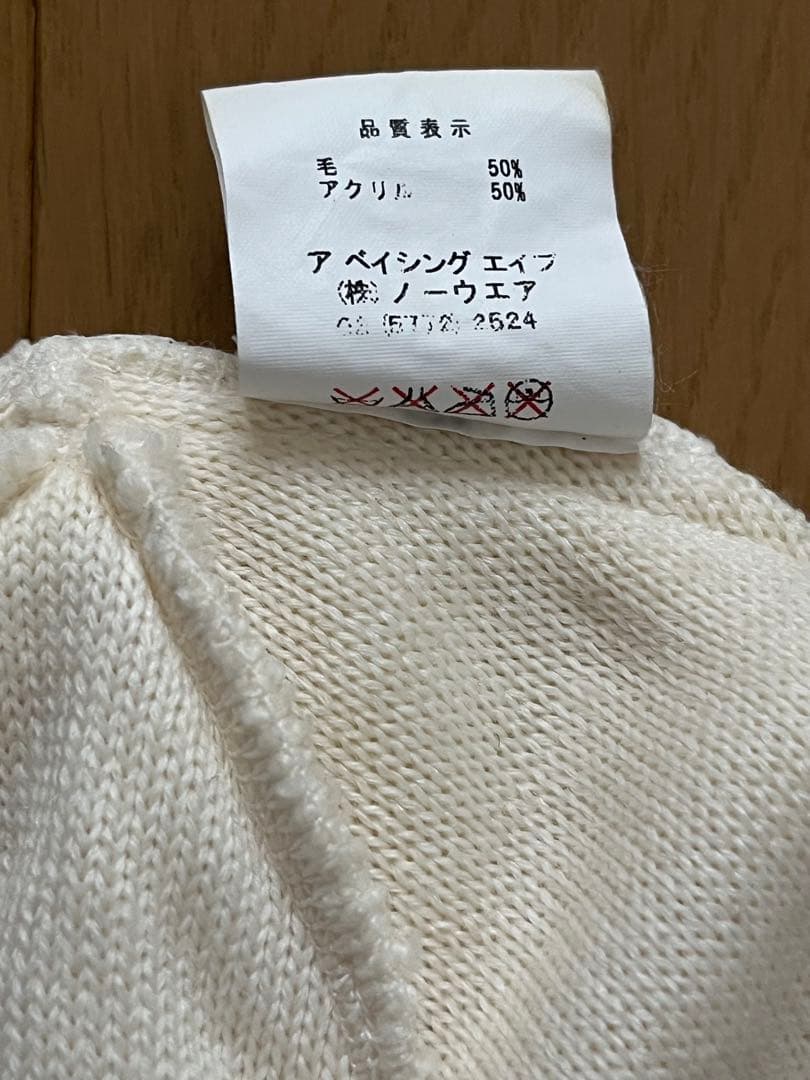 品質表示
毛 50%
アクリル 50%
ア ベイシング エイプ
(株) ノーウエア
2524